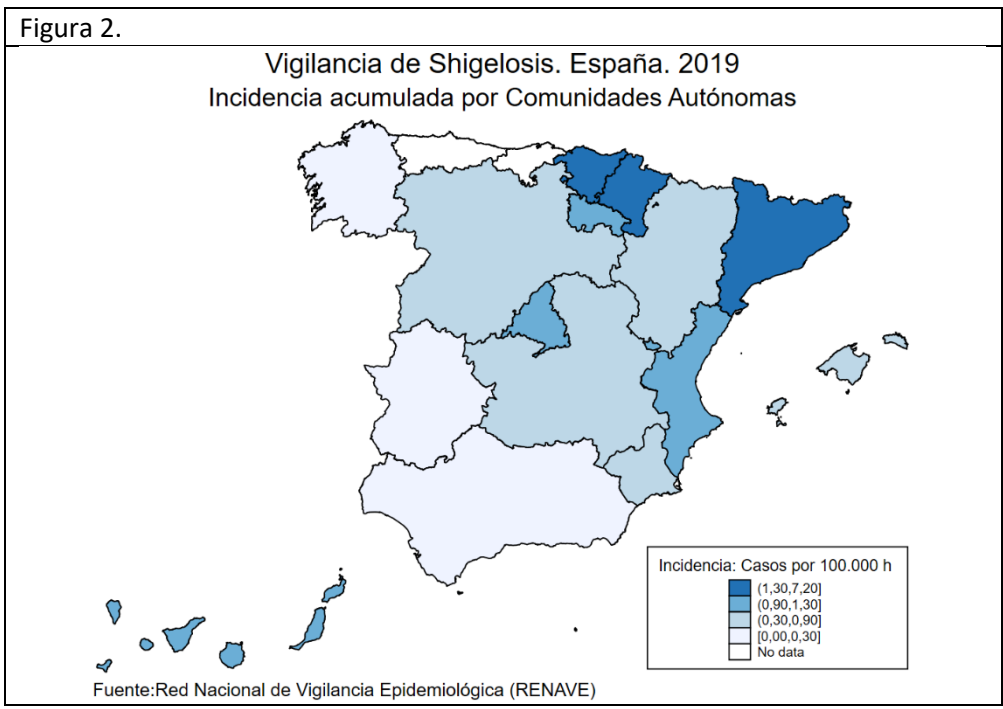 Figura 2.
Vigilancia de Shigelosis. España. 2019
Incidencia acumulada por Comunidades Autónomas
Incidencia: Casos por 100.000 h
(1,30,7,20]
(0,90,1,30]
(0,30,0,90]
[0,00,0,30]
No data
Fuente:Red Nacional de Vigilancia Epidemiológica (RENAVE)